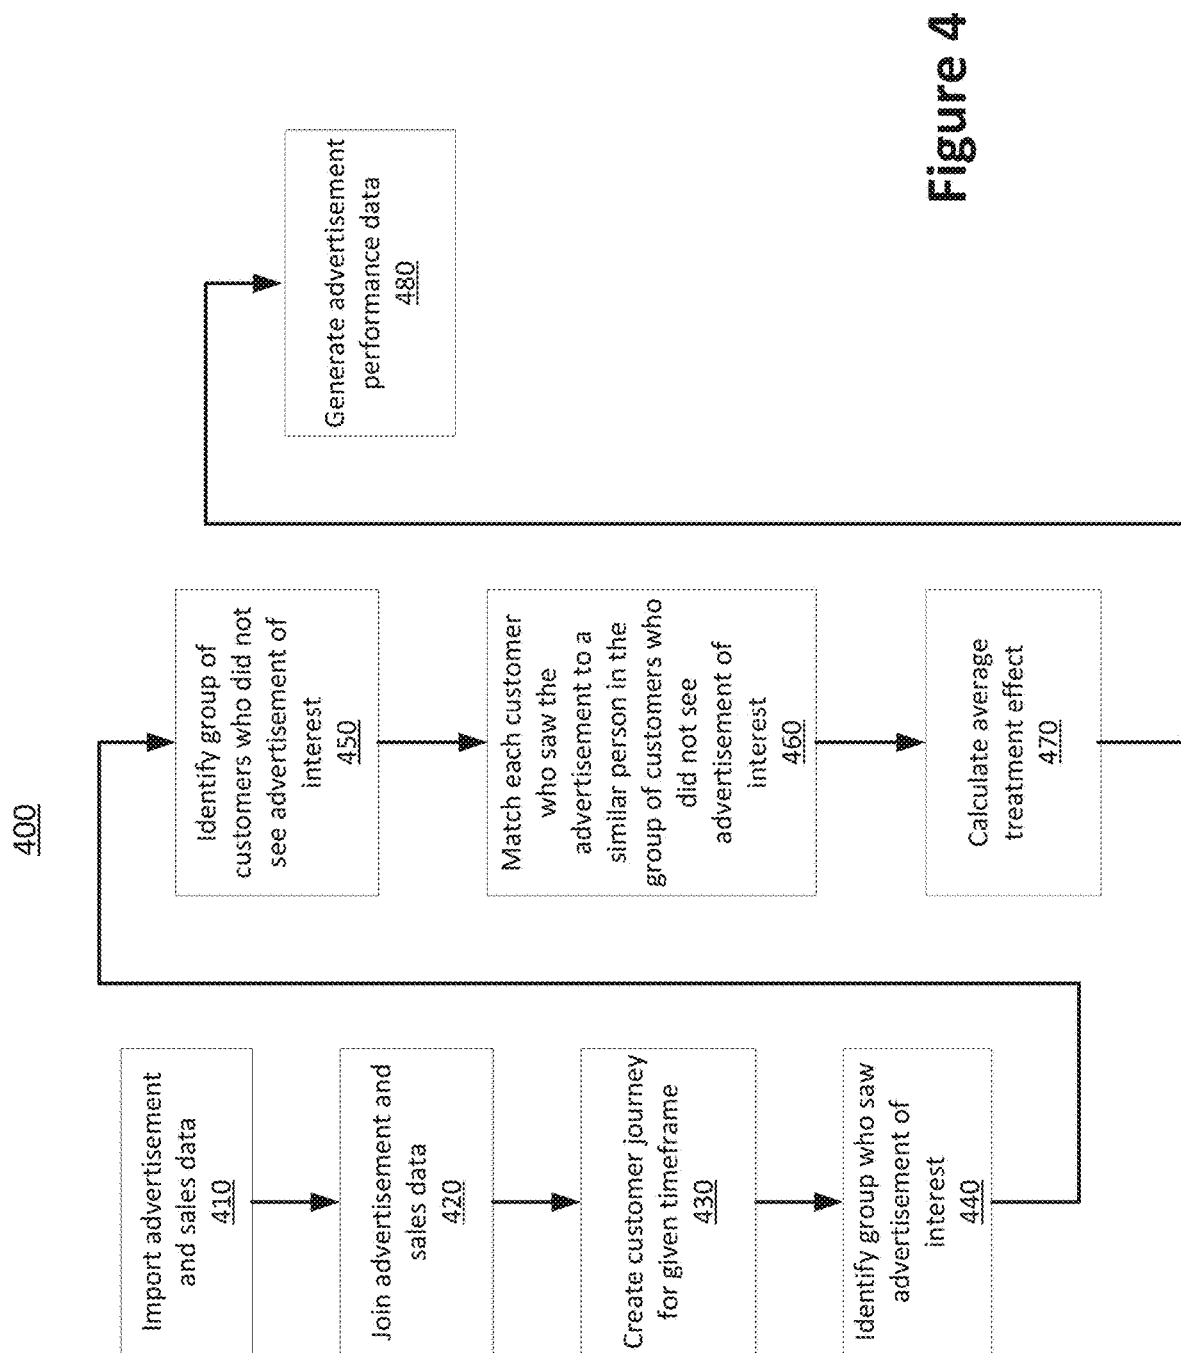 400
Import advertisement
and sales data
410
Join advertisement and
sales data
420
Create customer journey
for given timeframe
430
Identify group who saw
advertisement of
interest
440
Identify group of
customers who did not
see advertisement of
interest
450
Match each customer
who saw the
advertisement to a
similar person in the
group of customers who
did not see
advertisement of
interest
460
Calculate average
treatment effect
470
Generate advertisement
performance data
480
Figure 4